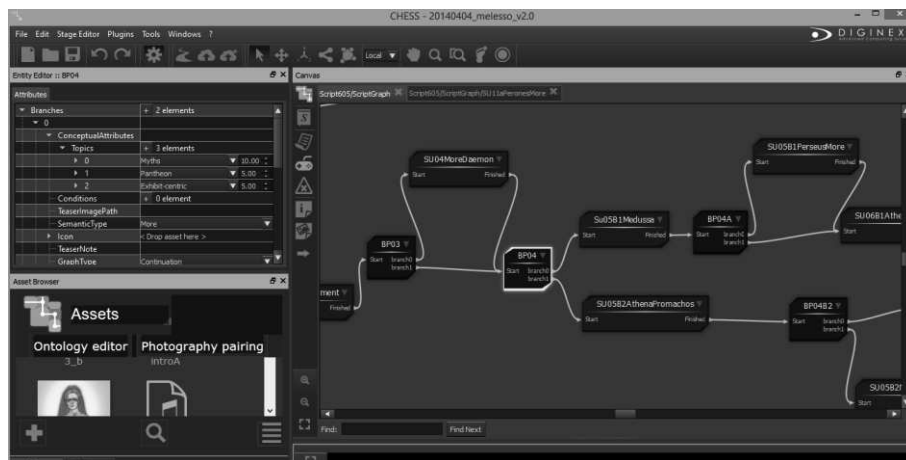 CHESS - 20140404_melesso_v2.0
File Edit Stage Editor Plugins Tools Windows ?
DIGINEXT
Local
Entity Editor :: BP04
Canvas
Attributes
Script605/ScriptGraph
Script605/ScriptGraph/SU11aPersonesMore
Branches + 2 elements
0
ConceptualAttributes
Topics + 3 elements
0 Myths 10.00
1 Pantheon 5.00
2 Exhibit-centric 5.00
Conditions + 0 element
TeaserImagePath
SemanticType More
Icon < Drop asset here >
TeaserNote
GraphType Continuation
Asset Browser
Assets
Ontology editor Photography pairing
3_b introA
SU04MoreDaemon
Start Finished
SU05B1PerseusMore
Start Finished
Su05B1Medussa
Start Finished
BP04A
Start branch0
branch1
SU06B1Athe
BP03
Start branch0
branch1
BP04
Start branch0
branch1
ment
Finished
SU05B2AthenaPromachos
Start Finished
BP04B2
Start branch0
branch1
SU05B2
Start
Find: Find Next